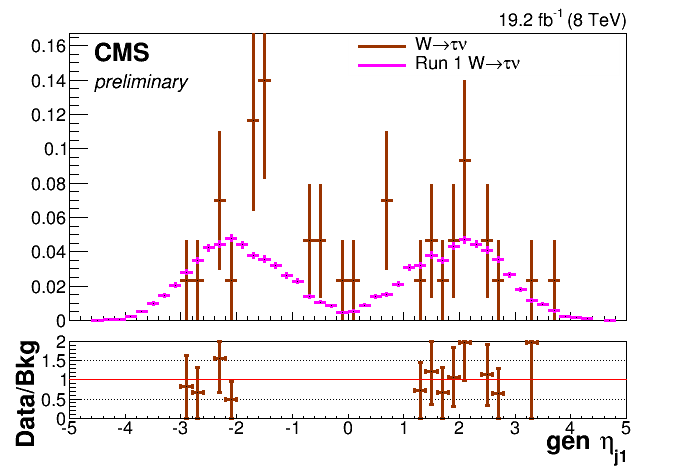 19.2 fb-1 (8 TeV)
CMS
preliminary
W→τν
Run 1 W→τν
0.16
0.14
0.12
0.1
0.08
0.06
0.04
0.02
0
Data/Bkg
2
1.5
1
0.5
0
-5 -4 -3 -2 -1 0 1 2 3 4 5
gen ηj1